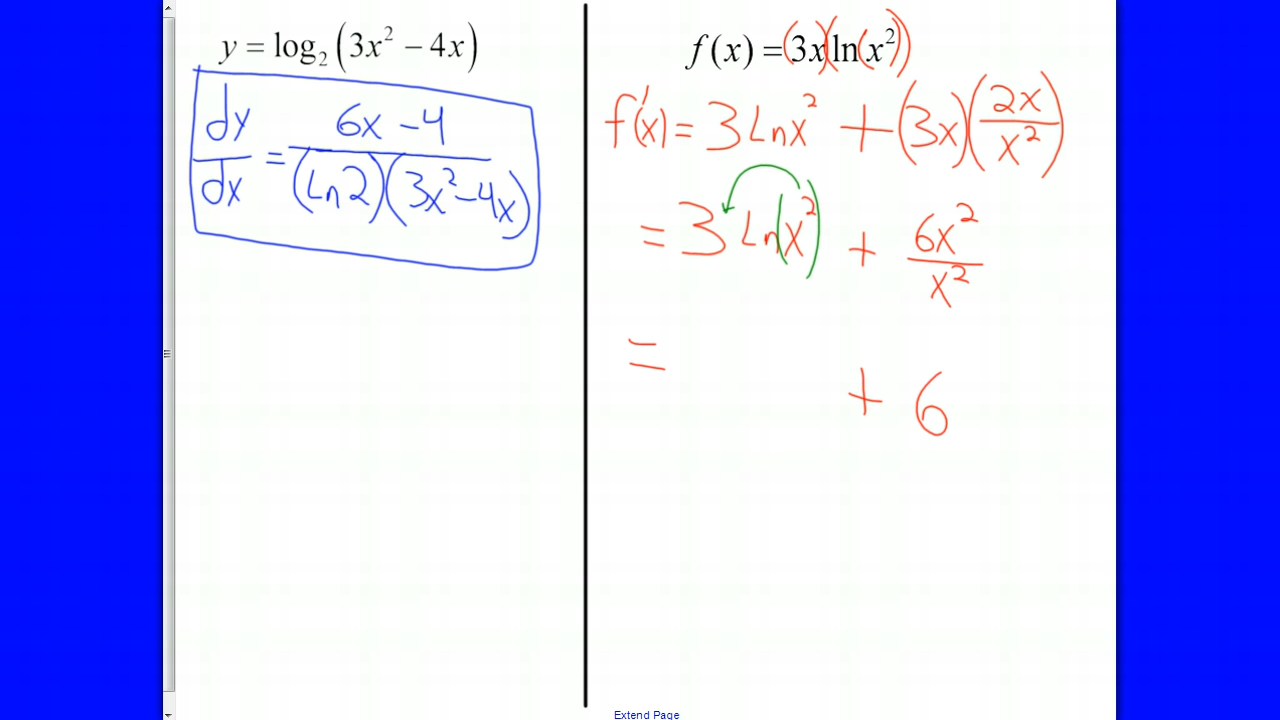 y = log₂ (3x² − 4x)
dy/dx = (6x − 4)/((Ln2)(3x² − 4x))
f(x) = (3x)(ln(x²))
f'(x) = 3 Ln x² + (3x)(2x/x²)
= 3 Ln(x²) + 6x²/x²
= + 6
Extend Page